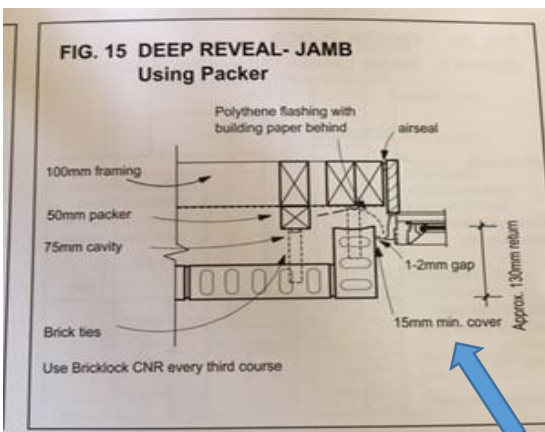 FIG. 15 DEEP REVEAL- JAMB
Using Packer
Polythene flashing with
building paper behind
airseal
100mm framing
50mm packer
75mm cavity
1-2mm gap
Approx. 130mm return
15mm min. cover
Brick ties
Use Bricklock CNR every third course